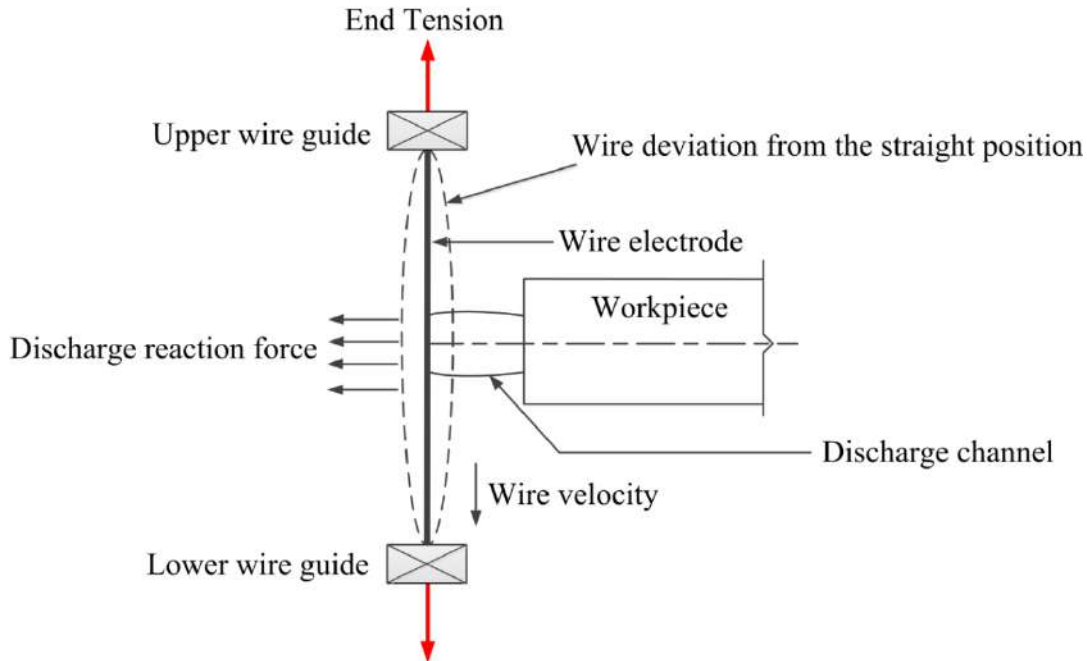 End Tension
Upper wire guide
Wire deviation from the straight position
Wire electrode
Workpiece
Discharge reaction force
Discharge channel
Wire velocity
Lower wire guide